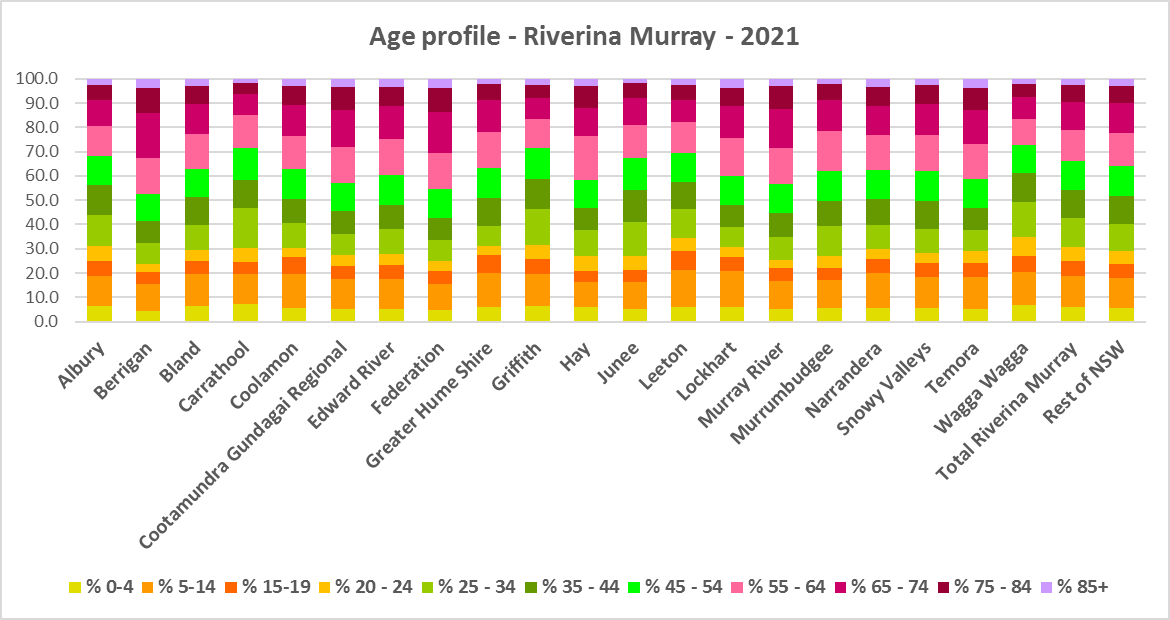 Age profile - Riverina Murray - 2021
100.0
90.0
80.0
70.0
60.0
50.0
40.0
30.0
20.0
10.0
0.0
Albury
Berrigan
Bland
Carrathool
Coolamon
Cootamundra Gundagai Regional
Edward River
Federation
Greater Hume Shire
Griffith
Hay
Junee
Leeton
Lockhart
Murray River
Murrumbudgee
Narrandera
Snowy Valleys
Temora
Wagga Wagga
Total Riverina Murray
Rest of NSW
% 0-4 % 5-14 % 15-19 % 20 - 24 % 25 - 34 % 35 - 44 % 45 - 54 % 55 - 64 % 65 - 74 % 75 - 84 % 85+